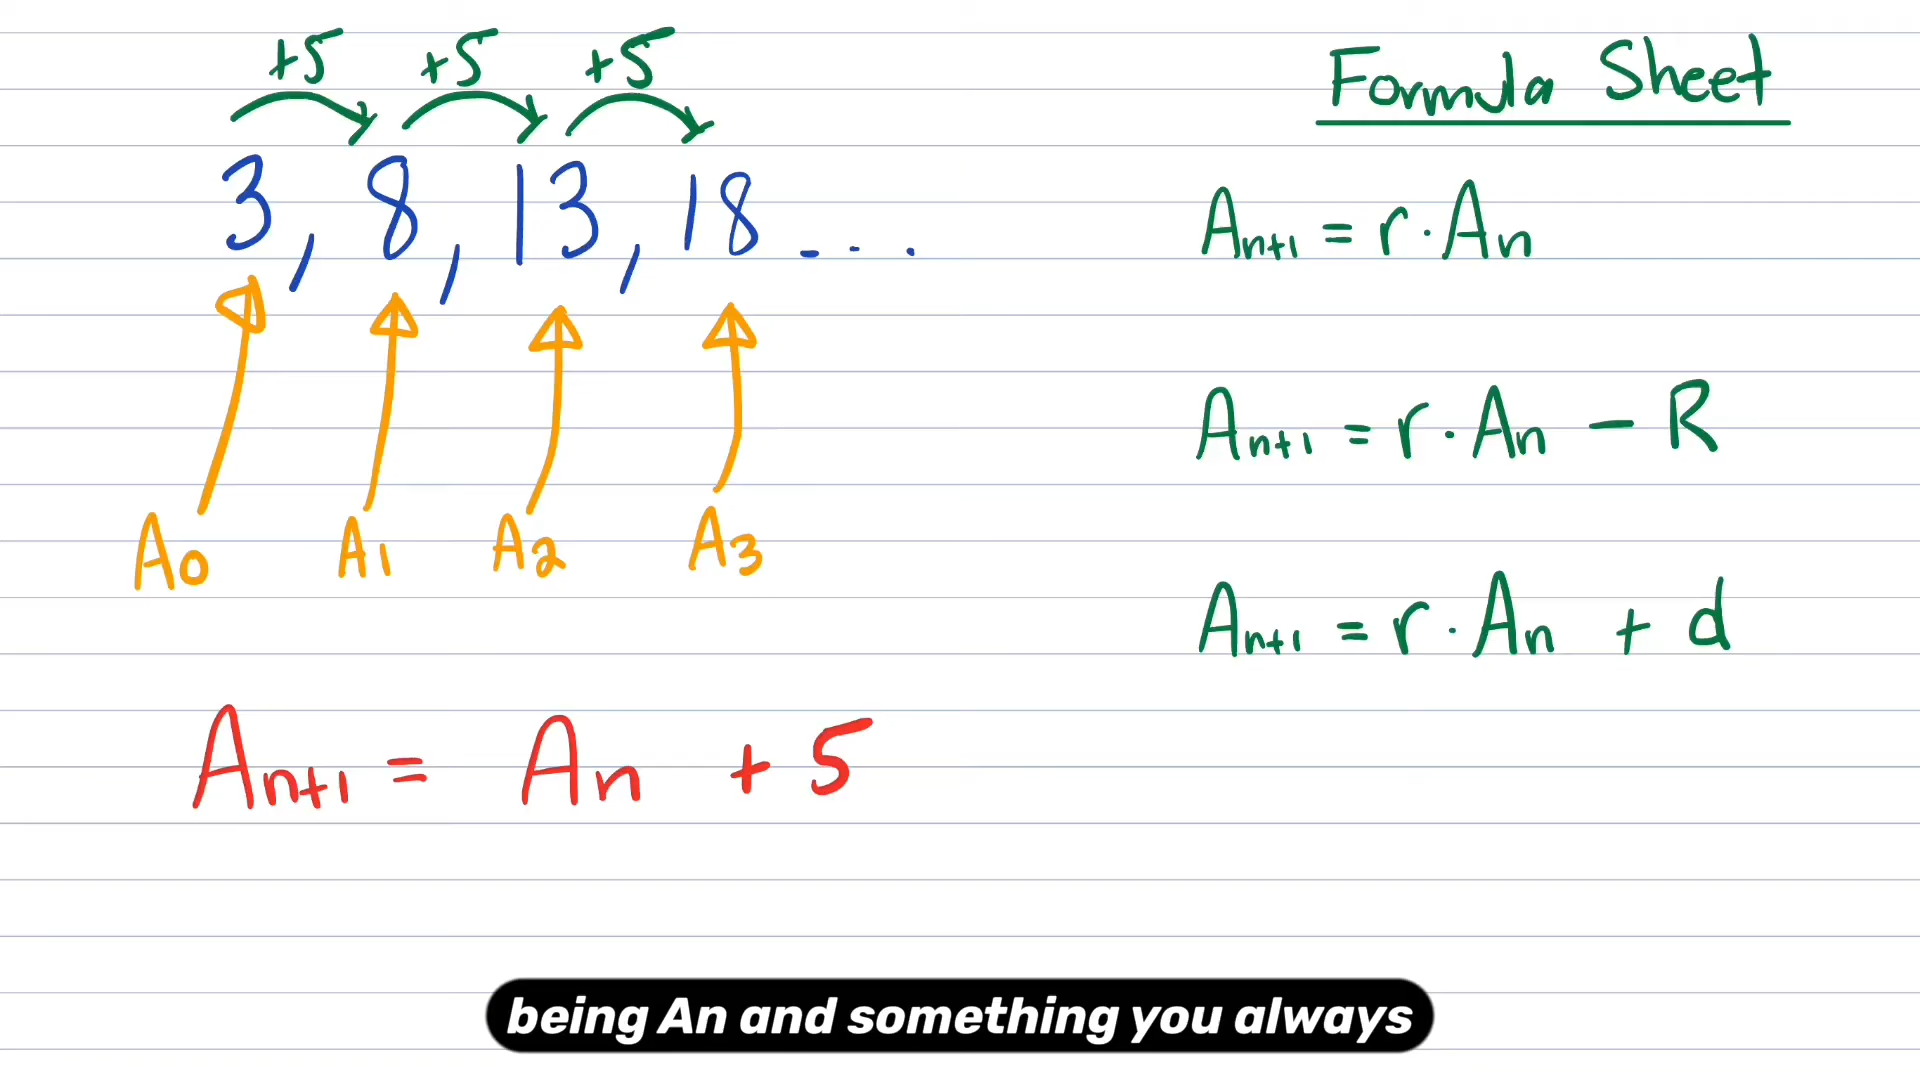 +5 +5 +5
3, 8, 13, 18 ....
A0 A1 A2 A3
An+1 = An + 5
Formula Sheet
An+1 = r · An
An+1 = r · An − R
An+1 = r · An + d
being An and something you always